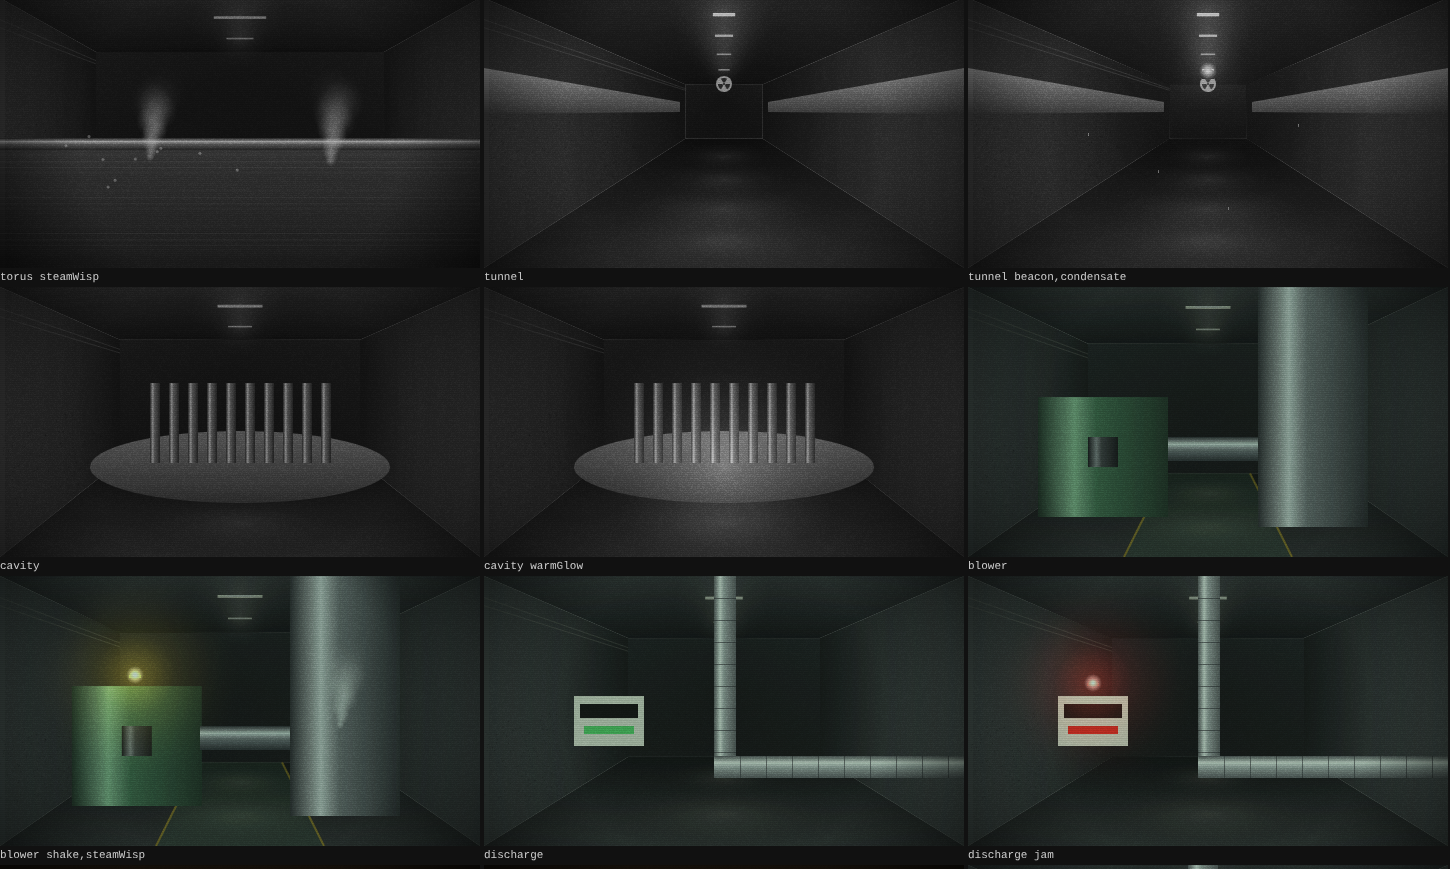 torus steamWisp
tunnel
tunnel beacon,condensate
cavity
cavity warmGlow
blower
blower shake,steamWisp
discharge
discharge jam